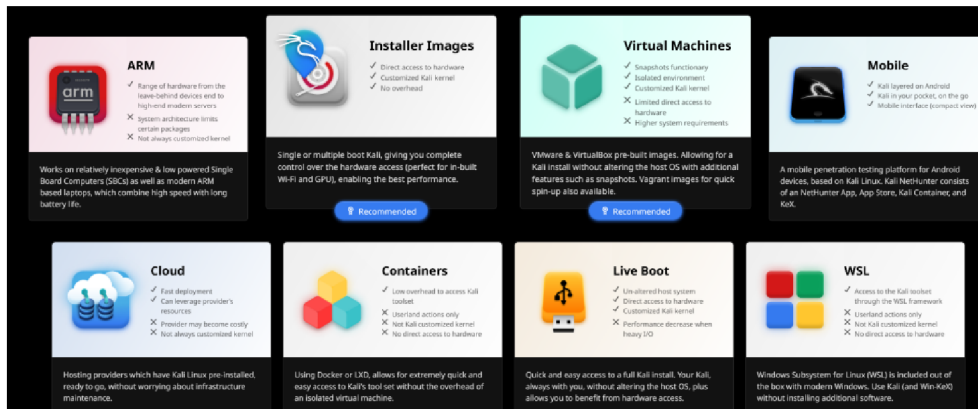 ARM
arm
✓ Range of hardware from the
leave-behind devices end to
high-end modern servers
✕ System architecture limits
certain packages
✕ Not always customized kernel
Works on relatively inexpensive & low powered Single
Board Computers (SBCs) as well as modern ARM
based laptops, which combine high speed with long
battery life.
Installer Images
✓ Direct access to hardware
✓ Customized Kali kernel
✓ No overhead
Single or multiple boot Kali, giving you complete
control over the hardware access (perfect for in-built
Wi-Fi and GPU), enabling the best performance.
Recommended
Virtual Machines
✓ Snapshots functionary
✓ Isolated environment
✓ Customized Kali kernel
✕ Limited direct access to
hardware
✕ Higher system requirements
VMware & VirtualBox pre-built images. Allowing for a
Kali install without altering the host OS with additional
features such as snapshots. Vagrant images for quick
spin-up also available.
Recommended
Mobile
✓ Kali layered on Android
✓ Kali in your pocket, on the go
✓ Mobile interface (compact view)
A mobile penetration testing platform for Android
devices, based on Kali Linux. Kali NetHunter consists
of an NetHunter App, App Store, Kali Container, and
KeX.
Cloud
✓ Fast deployment
✓ Can leverage provider's
resources
✕ Provider may become costly
✕ Not always customized kernel
Hosting providers which have Kali Linux pre-installed,
ready to go, without worrying about infrastructure
maintenance.
Containers
✓ Low overhead to access Kali
toolset
✕ Userland actions only
✕ Not Kali customized kernel
✕ No direct access to hardware
Using Docker or LXD, allows for extremely quick and
easy access to Kali's tool set without the overhead of
an isolated virtual machine.
Live Boot
✓ Un-altered host system
✓ Direct access to hardware
✓ Customized Kali kernel
✕ Performance decrease when
heavy I/O
Quick and easy access to a full Kali install. Your Kali,
always with you, without altering the host OS, plus
allows you to benefit from hardware access.
WSL
✓ Access to the Kali toolset
through the WSL framework
✕ Userland actions only
✕ Not Kali customized kernel
✕ No direct access to hardware
Windows Subsystem for Linux (WSL) is included out of
the box with modern Windows. Use Kali (and Win-KeX)
without installing additional software.